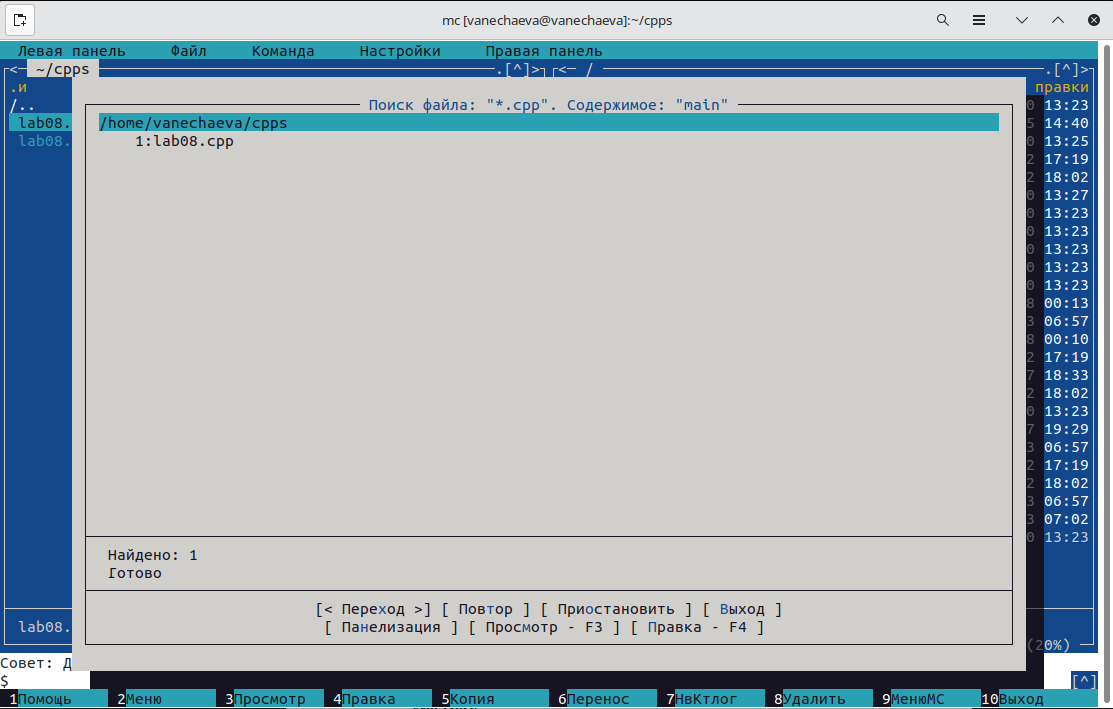 mc [vanechaeva@vanechaeva]:~/cpps
Левая панель Файл Команда Настройки Правая панель
<─ ~/cpps .[^]> <─ / .[^]>
.и правки
/.. 0 13:23
lab08. 5 14:40
lab08. 0 13:25
Поиск файла: "*.cpp". Содержимое: "main"
/home/vanechaeva/cpps
1:lab08.cpp
2 17:19
2 18:02
0 13:27
0 13:23
0 13:23
0 13:23
0 13:23
0 13:23
8 00:13
3 06:57
8 00:10
2 17:19
7 18:33
2 18:02
0 13:23
7 19:29
3 06:57
2 17:19
2 18:02
3 06:57
3 07:02
0 13:23
Найдено: 1
Готово
[< Переход >] [ Повтор ] [ Приостановить ] [ Выход ]
[ Панелизация ] [ Просмотр - F3 ] [ Правка - F4 ]
lab08. (20%)
Совет: Д
$ [^]
1Помощь 2Меню 3Просмотр 4Правка 5Копия 6Перенос 7НвКтлог 8Удалить 9МенюМС 10Выход